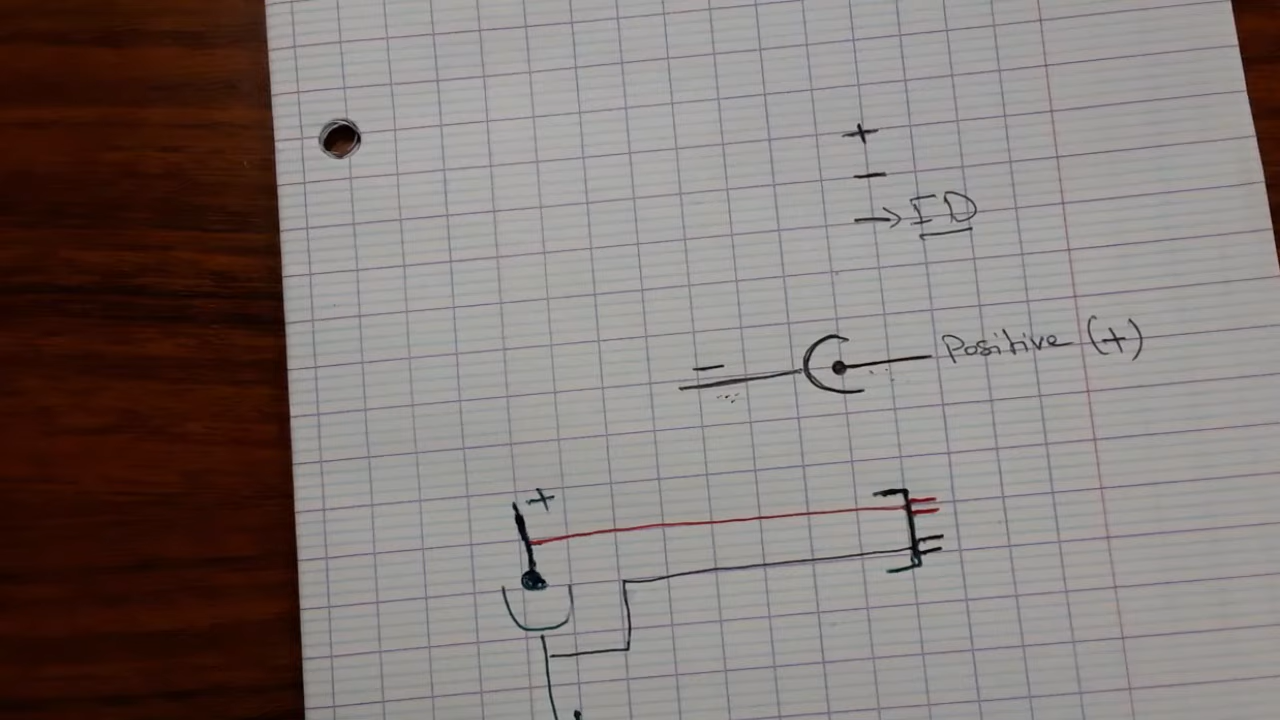 +
−
→ ID
− Positive (+)
+